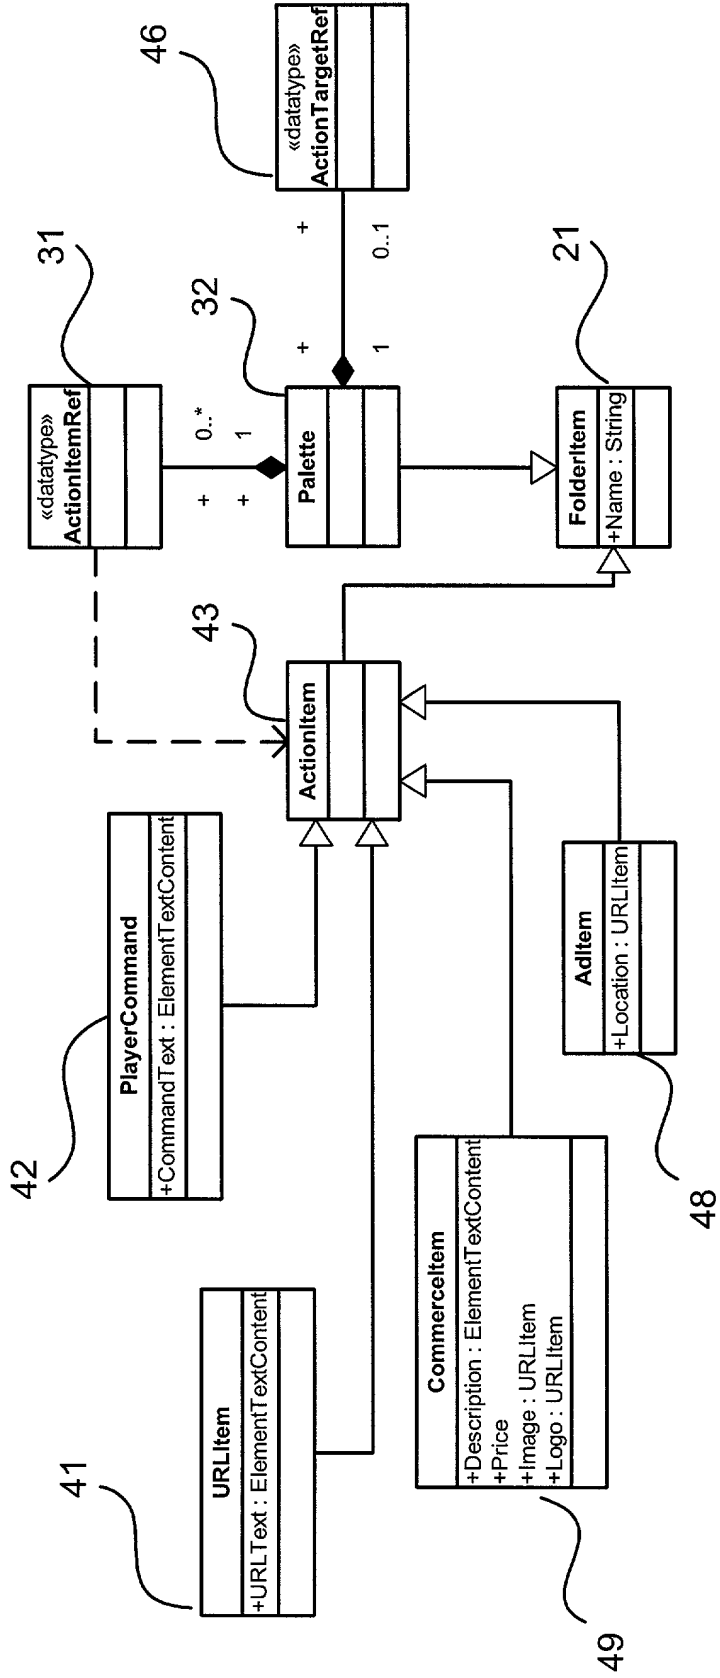 41
URLItem
+URLText : ElementTextContent
42
PlayerCommand
+CommandText : ElementTextContent
49
CommerceItem
+Description : ElementTextContent
+Price
+Image : URLItem
+Logo : URLItem
48
AdItem
+Location : URLItem
43
ActionItem
31
«datatype»
ActionItemRef
+
0..*
+
1
32
Palette
+
1
+
0..1
46
«datatype»
ActionTargetRef
21
FolderItem
+Name : String